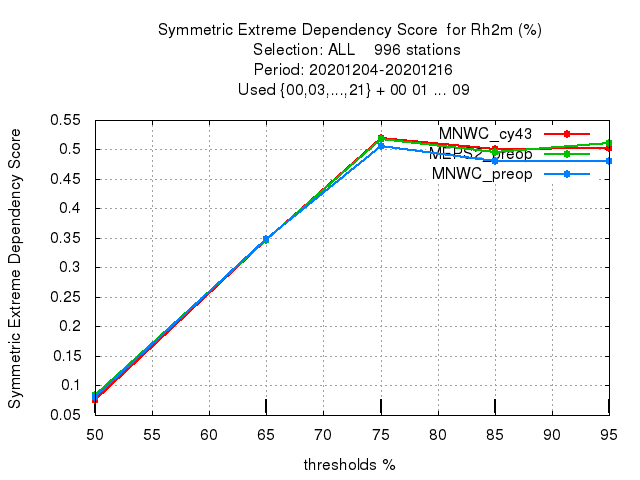 Symmetric Extreme Dependency Score for Rh2m (%)
Selection: ALL 996 stations
Period: 20201204-20201216
Used {00,03,...,21} + 00 01 ... 09
Symmetric Extreme Dependency Score
0.55
0.5
0.45
0.4
0.35
0.3
0.25
0.2
0.15
0.1
0.05
MNWC_cy43
MEPS2_preop
MNWC_preop
50 55 60 65 70 75 80 85 90 95
thresholds %